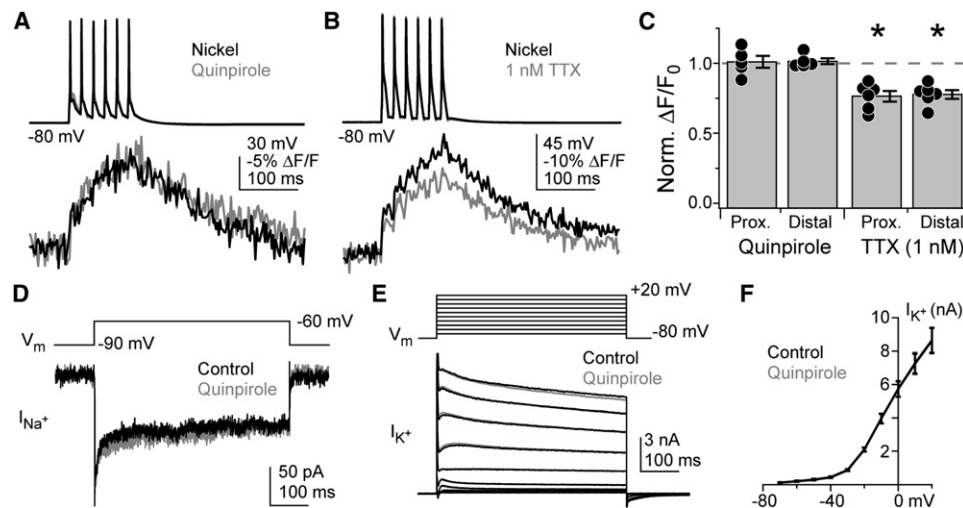 A
Nickel
Quinpirole
-80 mV
30 mV
-5% ΔF/F
100 ms
B
Nickel
1 nM TTX
-80 mV
45 mV
-10% ΔF/F
100 ms
C
Norm. ΔF/F0
1.0
0.5
0.0
* *
Prox. Distal Prox. Distal
Quinpirole TTX (1 nM)
D
Vm
-90 mV
-60 mV
Control
Quinpirole
INa+
50 pA
100 ms
E
+20 mV
Vm
-80 mV
Control
Quinpirole
IK+
3 nA
100 ms
F
IK+ (nA)
Control
Quinpirole
10
8
6
4
2
-80 -40 0 mV